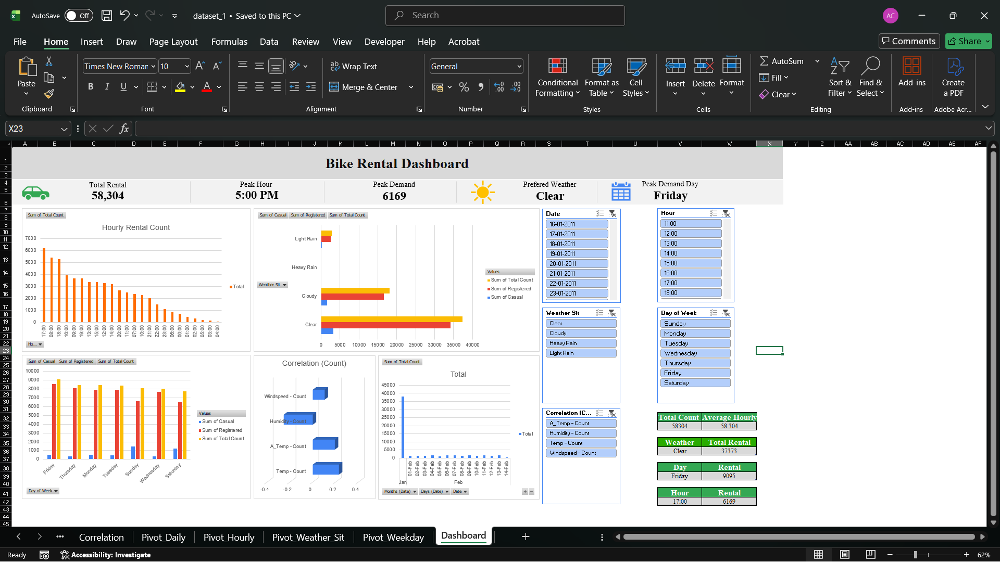 AutoSave Off dataset_1 • Saved to this PC Search AC
File Home Insert Draw Page Layout Formulas Data Review View Developer Help Acrobat Comments Share
Paste Times New Roman 10 Wrap Text General Conditional Formatting Format as Table Cell Styles Insert Delete Format AutoSum Sort & Filter Find & Select Add-ins Create a PDF
B I U Merge & Center Fill Clear
Clipboard Font Alignment Number Styles Cells Editing Add-ins Adobe Acr...
X23 fx
A B C D E F G H I J K L M N O P Q R S T U V W X Y Z AA AB AC AD AE AF
1 2 3 4 5 6 7 8 9 10 11 12 13 14 15 16 17 18 19 20 21 22 23 24 25 26 27 28 29 30 31 32 33 34 35 36 37 38 39 40 41 42 43 44 45
Bike Rental Dashboard
Total Rental
58,304
Peak Hour
5:00 PM
Peak Demand
6169
Prefered Weather
Clear
Peak Demand Day
Friday
Sum of Total Count
Hourly Rental Count
7000
6000
5000
4000
3000
2000
1000
0
17:00 08:00 18:00 16:00 09:00 19:00 13:00 15:00 12:00 14:00 20:00 11:00 07:00 10:00 21:00 22:00 23:00 06:00 00:00 01:00 02:00 05:00 03:00 04:00
Total
Ho...
Sum of Casual Sum of Registered Sum of Total Count
Light Rain
Heavy Rain
Weather Sit
Cloudy
Clear
0 5000 10000 15000 20000 25000 30000 35000 40000
Values
Sum of Total Count
Sum of Registered
Sum of Casual
Date
16-01-2011
17-01-2011
18-01-2011
19-01-2011
20-01-2011
21-01-2011
22-01-2011
23-01-2011
Hour
11:00
12:00
13:00
14:00
15:00
16:00
17:00
18:00
Weather Sit
Clear
Cloudy
Heavy Rain
Light Rain
Day of Week
Sunday
Monday
Tuesday
Wednesday
Thursday
Friday
Saturday
Sum of Casual Sum of Registered Sum of Total Count
10000
9000
8000
7000
6000
5000
4000
3000
2000
1000
0
Friday Thursday Monday Tuesday Sunday Wednesday Saturday
Values
Sum of Casual
Sum of Registered
Sum of Total Count
Day of Week
Correlation (Count)
Windspeed - Count
Humidity - Count
A_Temp - Count
Temp - Count
-0.4 -0.2 0 0.2 0.4
Sum of Total Count
Total
45000
40000
35000
30000
25000
20000
15000
10000
5000
0
01-Feb 02-Feb 03-Feb 04-Feb 05-Feb 06-Feb 07-Feb 08-Feb 09-Feb 10-Feb 11-Feb 12-Feb 13-Feb 14-Feb
Jan Feb
Total
Months (Date) Days (Date) Date
Correlation (C...
A_Temp - Count
Humidity - Count
Temp - Count
Windspeed - Count
Total Count Average Hourly
58304 58.304
Weather Total Rental
Clear 37373
Day Rental
Friday 9095
Hour Rental
17:00 6169
Correlation Pivot_Daily Pivot_Hourly Pivot_Weather_Sit Pivot_Weekday Dashboard
Ready Accessibility: Investigate 62%